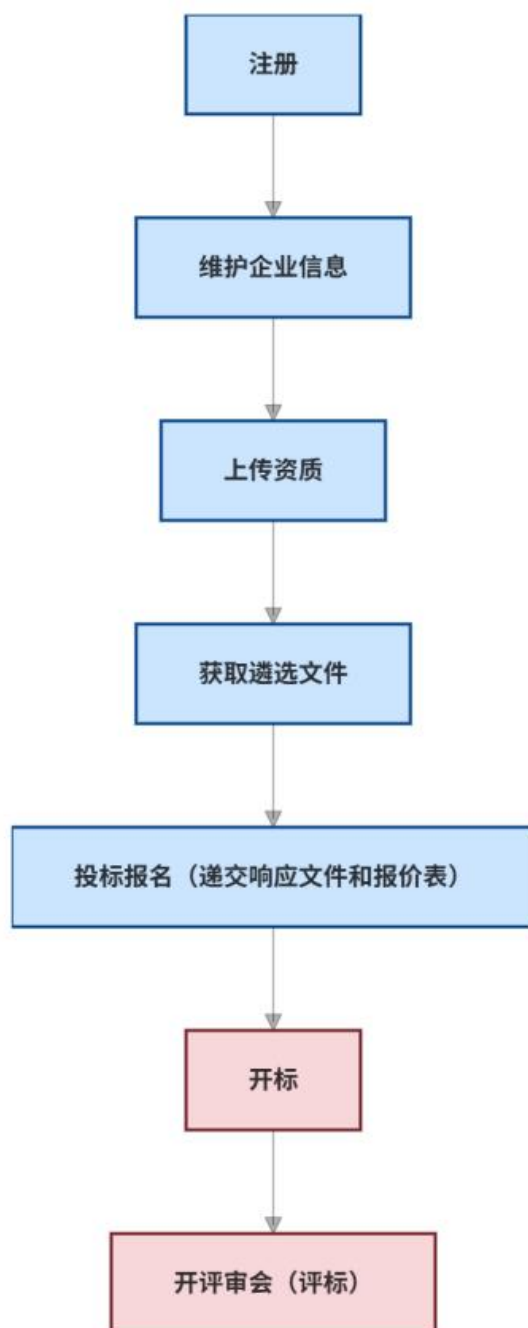 注册
维护企业信息
上传资质
获取遴选文件
投标报名（递交响应文件和报价表）
开标
开评审会（评标）